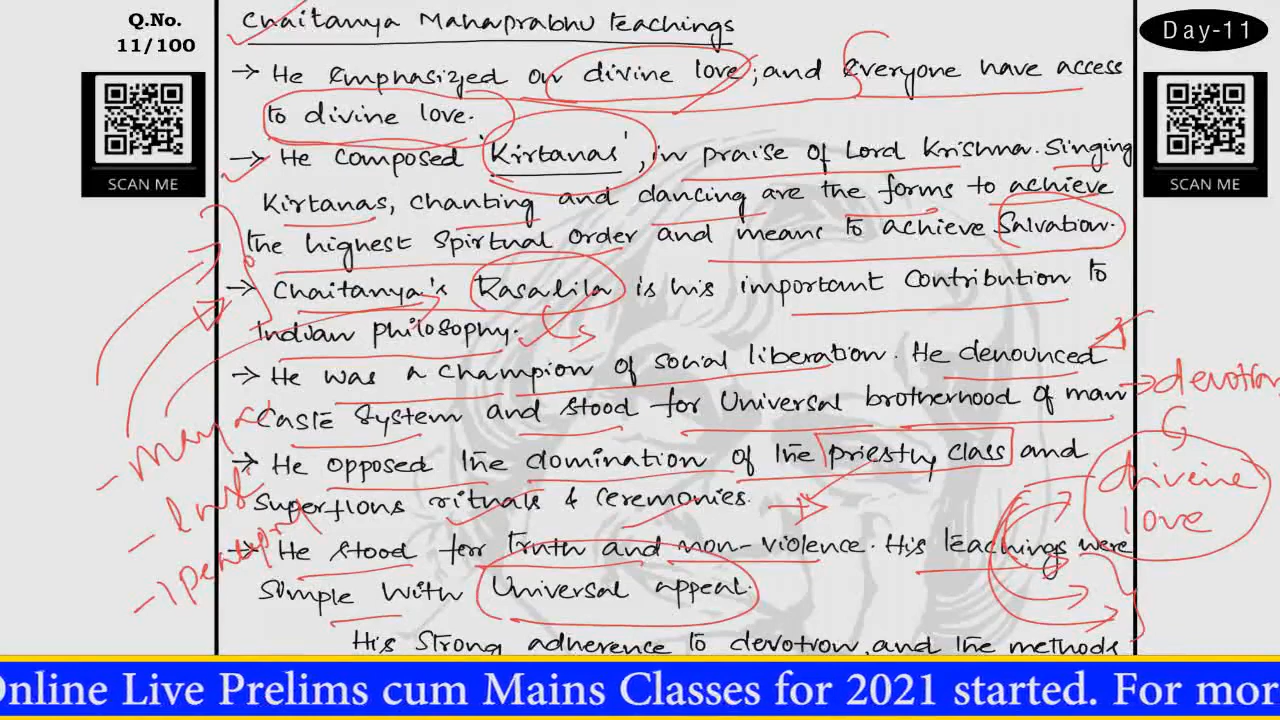 Q.No.
11/100
SCAN ME
Chaitanya Mahaprabhu teachings
→ He emphasized on divine love, and everyone have access
to divine love.
→ He composed 'Kirtanas', in praise of Lord Krishna. Singing
Kirtanas, chanting and dancing are the forms to achieve
the highest Spirtual Order and means to achieve Salvation.
→ Chaitanya's Rasalila is his important contribution to
Indian philosophy.
→ He was a champion of social liberation. He denounced
Caste System and stood for Universal brotherhood of man
→ He opposed the domination of the priestly class and
superflous rituals & ceremonies.
→ He stood for truth and non-violence. His teachings were
Simple with Universal appeal.
His strong adherence to devotion, and the methods
Day-11
SCAN ME
→ devotion
divine
love
Online Live Prelims cum Mains Classes for 2021 started. For mor